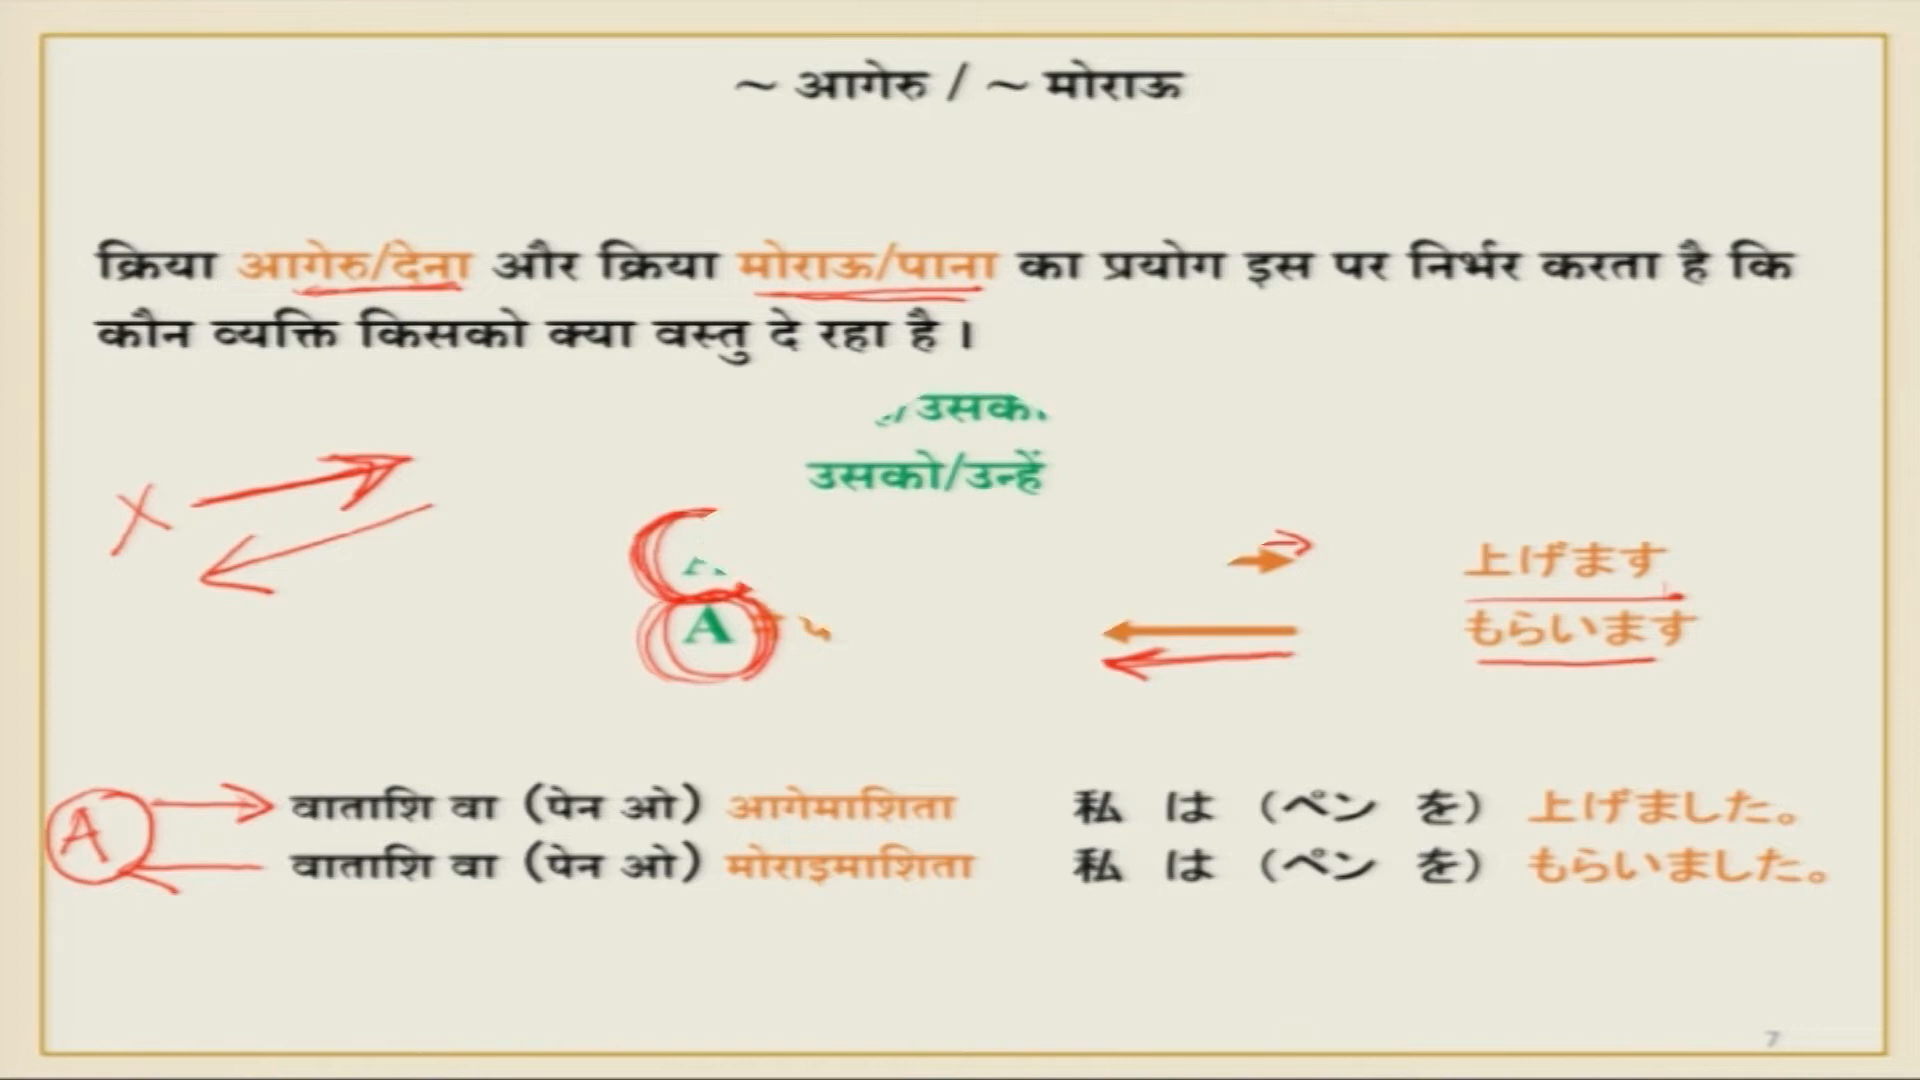 ~ आगेरु / ~ मोराऊ
क्रिया आगेरु/देना और क्रिया मोराऊ/पाना का प्रयोग इस पर निर्भर करता है कि
कौन व्यक्ति किसको क्या वस्तु दे रहा है ।
उसको/उन्हें
X
上げます
A
もらいます
A
वाताशि वा (पेन ओ) आगेमाशिता 私 は (ペン を) 上げました。
वाताशि वा (पेन ओ) मोराइमाशिता 私 は (ペン を) もらいました。
7